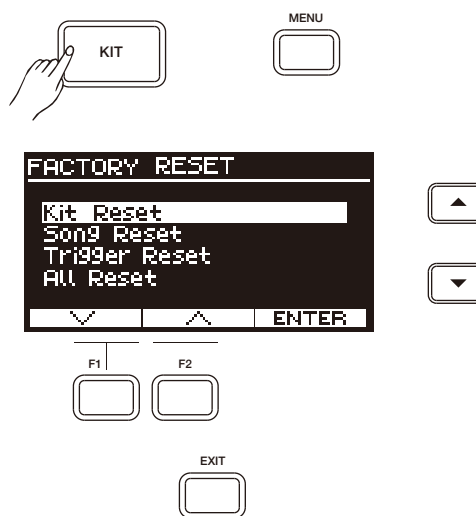 MENU
KIT
FACTORY RESET
Kit Reset
Song Reset
Trigger Reset
All Reset
ENTER
F1 F2
EXIT